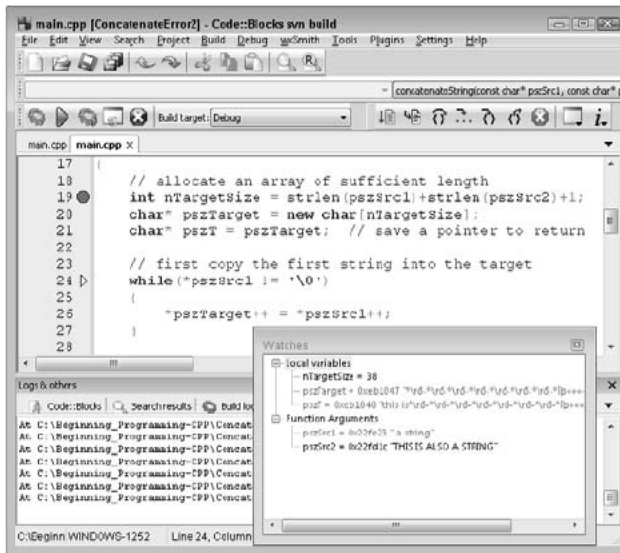 main.cpp [ConcatenateError2] - Code::Blocks svn build
File Edit View Search Project Build Debug wxSmith Tools Plugins Settings Help
concatenateString(const char* pszSrc1, const char* p
Build target: Debug
main.cpp main.cpp X
17 {
18 // allocate an array of sufficient length
19 int nTargetSize = strlen(pszSrc1)+strlen(pszSrc2)+1;
20 char* pszTarget = new char[nTargetSize];
21 char* pszT = pszTarget; // save a pointer to return
22
23 // first copy the first string into the target
24 while(*pszSrc1 != '\0')
25 {
26 *pszTarget++ = *pszSrc1++;
27 }
28
Watches
Local variables
nTargetSize = 38
pszTarget = 0xeb1047
pszT = 0xeb1040
Function Arguments
pszSrc1 = 0x22fe23 " a string"
pszSrc2 = 0x22fd1c "THIS IS ALSO A STRING"
Logs & others
Code::Blocks Search results Build log
At C:\Beginning_Programming-CPP\Concat
At C:\Beginning_Programming-CPP\Concat
At C:\Beginning_Programming-CPP\Concat
At C:\Beginning_Programming-CPP\Concat
At C:\Beginning_Programming-CPP\Concat
At C:\Beginning_Programming-CPP\Concat
At C:\Beginning_Programming-CPP\Concat
C:\Beginn WINDOWS-1252 Line 24, Column